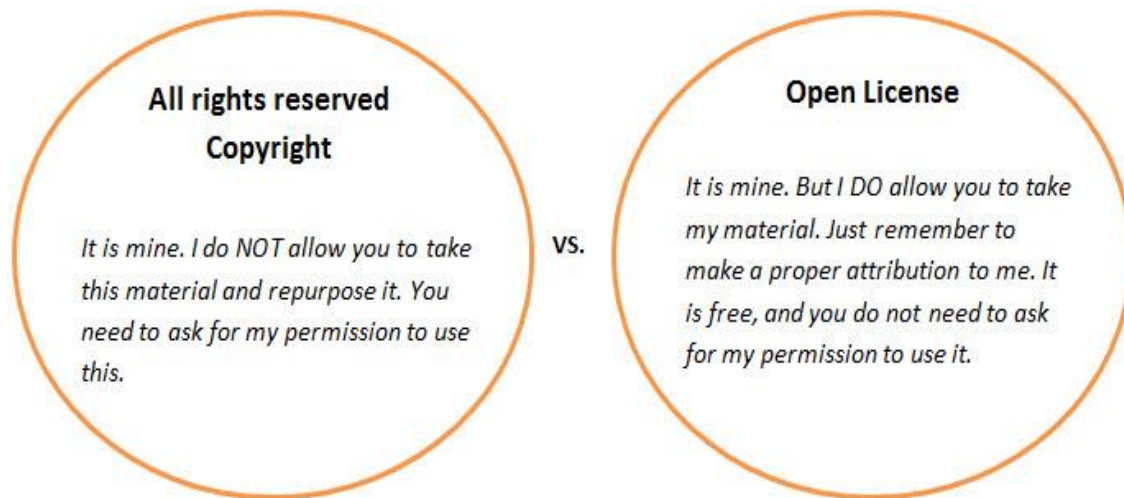 All rights reserved
Copyright
It is mine. I do NOT allow you to take
this material and repurpose it. You
need to ask for my permission to use
this.
VS.
Open License
It is mine. But I DO allow you to take
my material. Just remember to
make a proper attribution to me. It
is free, and you do not need to ask
for my permission to use it.